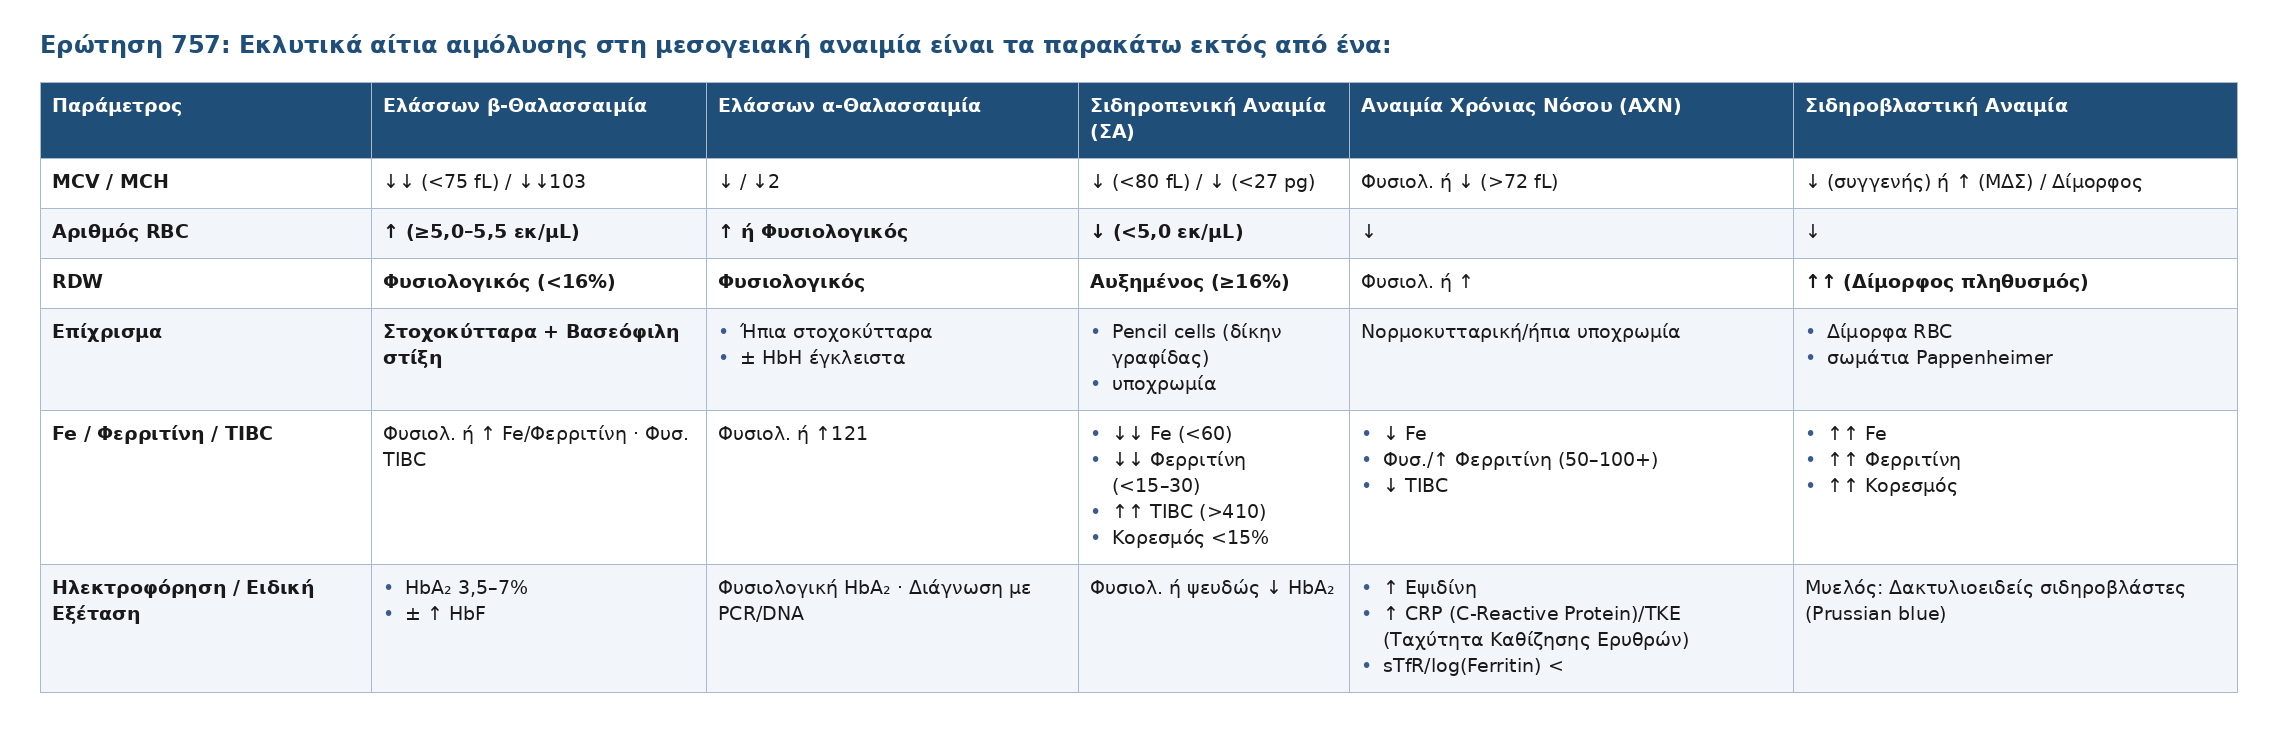 Ερώτηση 757: Εκλυτικά αίτια αιμόλυσης στη μεσογειακή αναιμία είναι τα παρακάτω εκτός από ένα:
Παράμετρος
Ελάσσων β-Θαλασσαιμία
Ελάσσων α-Θαλασσαιμία
Σιδηροπενική Αναιμία
(ΣΑ)
Αναιμία Χρόνιας Νόσου (ΑΧΝ)
Σιδηροβλαστική Αναιμία
MCV / MCH
↓↓ (<75 fL) / ↓↓103
↓ / ↓2
↓ (<80 fL) / ↓ (<27 pg)
Φυσιολ. ή ↓ (>72 fL)
↓ (συγγενής) ή ↑ (ΜΔΣ) / Δίμορφος
Αριθμός RBC
↑ (≥5,0–5,5 εκ/μL)
↑ ή Φυσιολογικός
↓ (<5,0 εκ/μL)
↓
↓
RDW
Φυσιολογικός (<16%)
Φυσιολογικός
Αυξημένος (≥16%)
Φυσιολ. ή ↑
↑↑ (Δίμορφος πληθυσμός)
Επίχρισμα
Στοχοκύτταρα + Βασεόφιλη
στίξη
• Ήπια στοχοκύτταρα
• ± HbH έγκλειστα
• Pencil cells (δίκην
γραφίδας)
• υποχρωμία
Νορμοκυτταρική/ήπια υποχρωμία
• Δίμορφα RBC
• σωμάτια Pappenheimer
Fe / Φερριτίνη / TIBC
Φυσιολ. ή ↑ Fe/Φερριτίνη · Φυσ.
TIBC
Φυσιολ. ή ↑121
• ↓↓ Fe (<60)
• ↓↓ Φερριτίνη
(<15–30)
• ↑↑ TIBC (>410)
• Κορεσμός <15%
• ↓ Fe
• Φυσ./↑ Φερριτίνη (50–100+)
• ↓ TIBC
• ↑↑ Fe
• ↑↑ Φερριτίνη
• ↑↑ Κορεσμός
Ηλεκτροφόρηση / Ειδική
Εξέταση
• HbA₂ 3,5–7%
• ± ↑ HbF
Φυσιολογική HbA₂ · Διάγνωση με
PCR/DNA
Φυσιολ. ή ψευδώς ↓ HbA₂
• ↑ Εψιδίνη
• ↑ CRP (C-Reactive Protein)/ΤΚΕ
(Ταχύτητα Καθίζησης Ερυθρών)
• sTfR/log(Ferritin) <
Μυελός: Δακτυλιοειδείς σιδηροβλάστες
(Prussian blue)